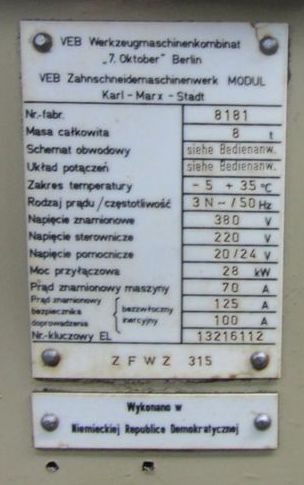 VEB Werkzeugmaschinenkombinat
„7. Oktober" Berlin
VEB Zahnschneidemaschinenwerk MODUL
Karl-Marx-Stadt
Nr.-fabr. 8181
Masa całkowita 8 t
Schemat obwodowy siehe Bedienanw.
Układ połączeń siehe Bedienanw.
Zakres temperatury - 5 + 35 °C
Rodzaj prądu /częstotliwość 3 N ~ / 50 Hz
Napięcie znamionowe 380 V
Napięcie sterownicze 220 V
Napięcie pomocnicze 20 / 24 V
Moc przyłączowa 28 kW
Prąd znamionowy maszyny 70 A
Prąd znamionowy bezpiecznika doprowadzenia { bezzwłoczny 125 A
inercyjny 100 A
Nr.-kluczowy EL 13216112
ZFWZ 315
Wykonano w
Niemieckiej Republice Demokratycznej